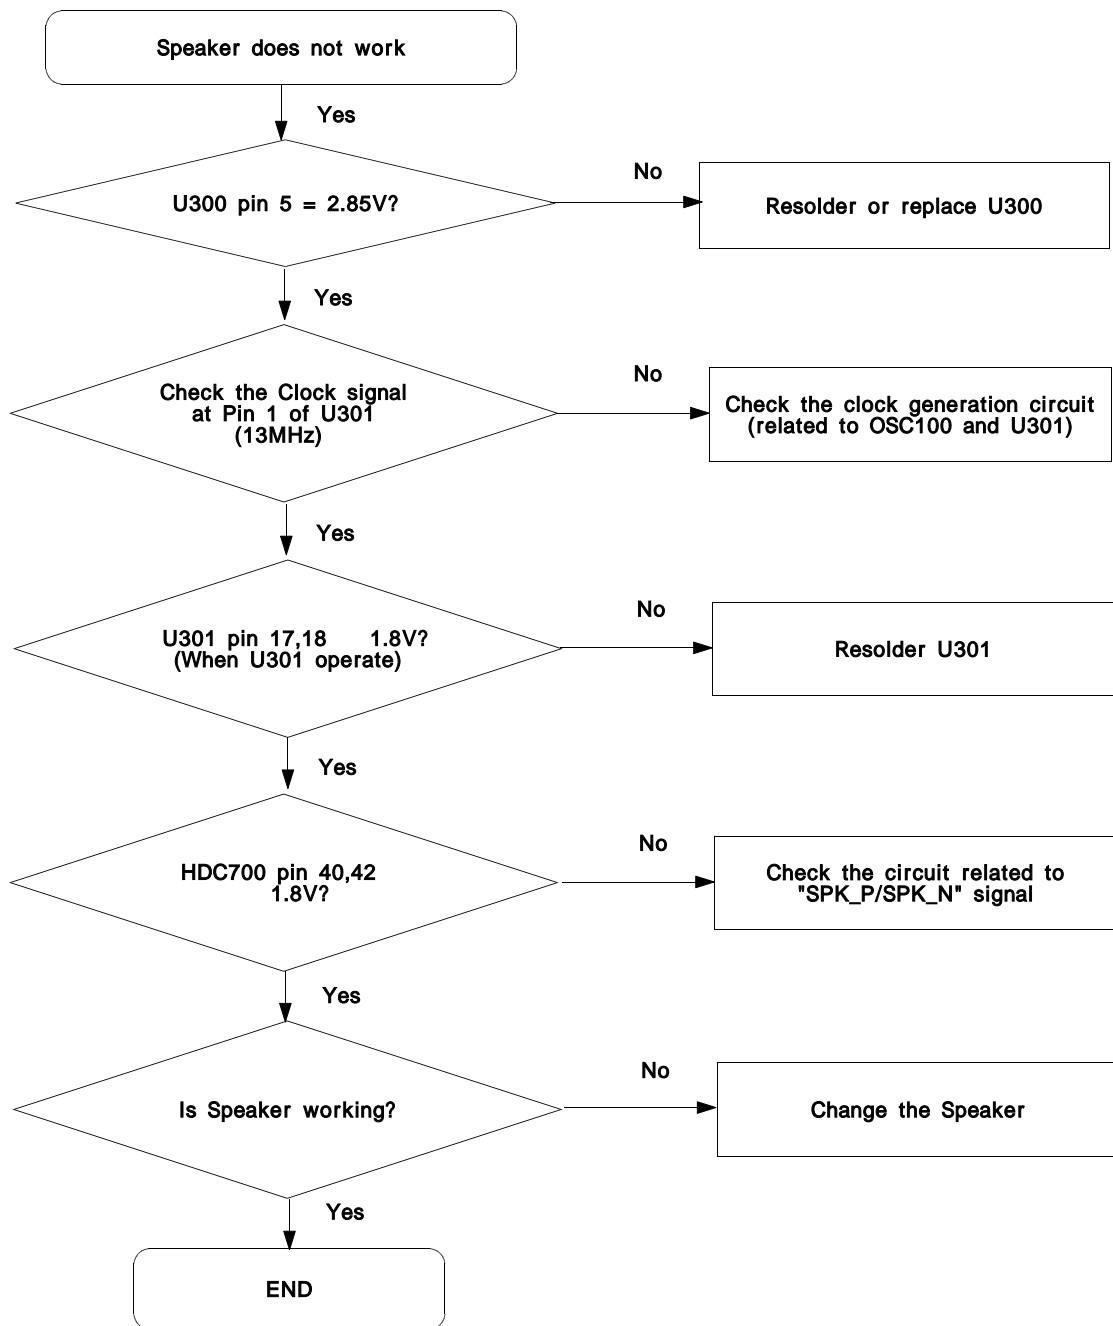 Speaker does not work
Yes
U300 pin 5 = 2.85V?
No
Resolder or replace U300
Yes
Check the Clock signal
at Pin 1 of U301
(13MHz)
No
Check the clock generation circuit
(related to OSC100 and U301)
Yes
U301 pin 17,18 1.8V?
(When U301 operate)
No
Resolder U301
Yes
HDC700 pin 40,42
1.8V?
No
Check the circuit related to
"SPK_P/SPK_N" signal
Yes
Is Speaker working?
No
Change the Speaker
Yes
END